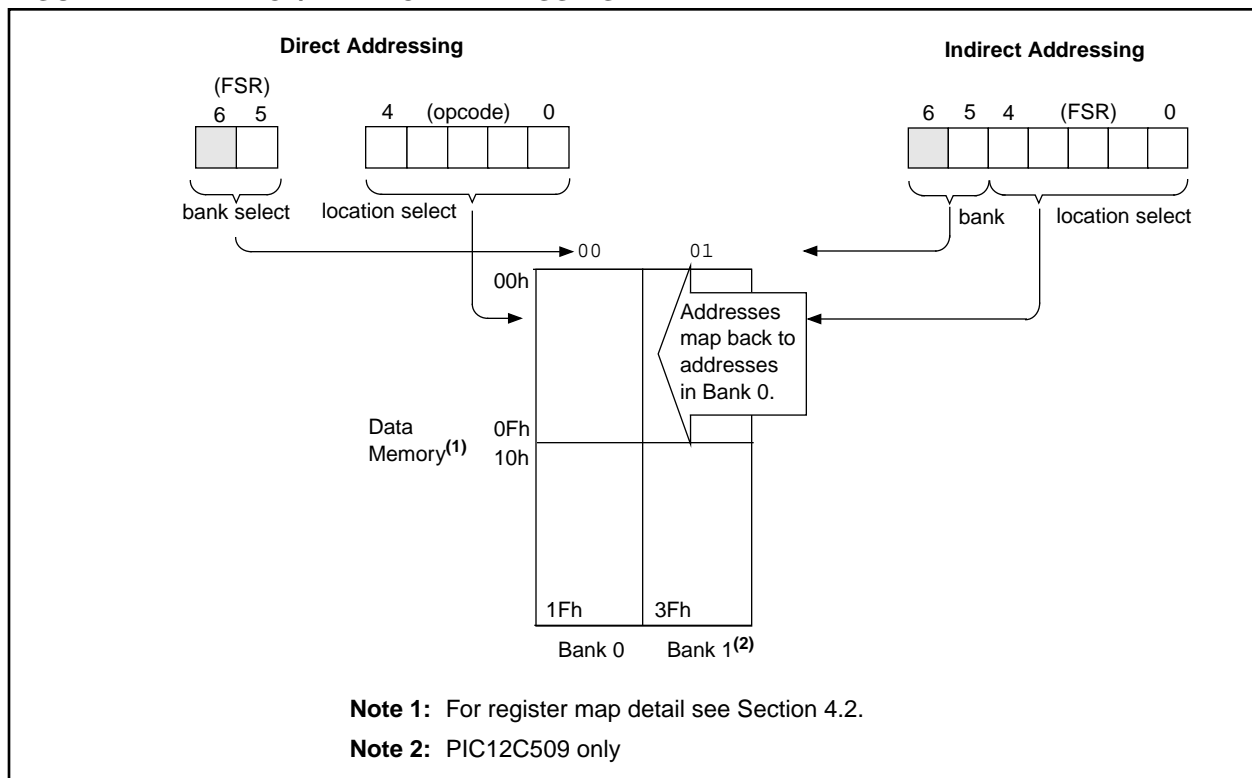 Direct Addressing
Indirect Addressing
(FSR)
6 5
4 (opcode) 0
6 5 4 (FSR) 0
bank select
location select
bank
location select
00
01
00h
Addresses
map back to
addresses
in Bank 0.
Data
Memory(1)
0Fh
10h
1Fh
3Fh
Bank 0
Bank 1(2)
Note 1: For register map detail see Section 4.2.
Note 2: PIC12C509 only